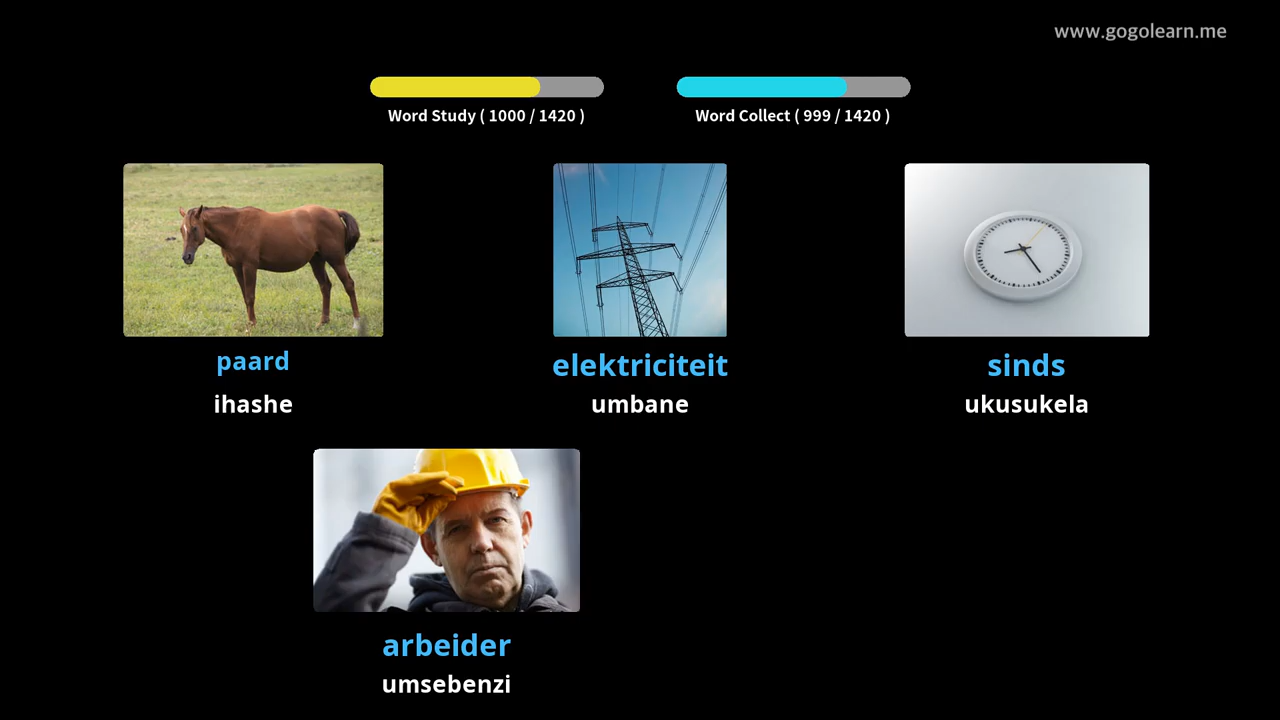 www.gogolearn.me
Word Study ( 1000 / 1420 )
Word Collect ( 999 / 1420 )
paard
elektriciteit
sinds
ihashe
umbane
ukusukela
arbeider
umsebenzi